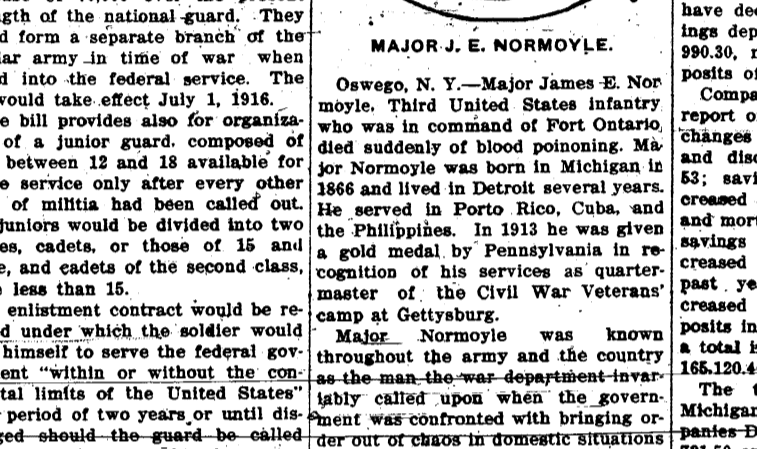 gth of the national guard. They
d form a separate branch of the
lar army in time of war when
d into the federal service. The
would take effect July 1, 1916.
e bill provides also for organiza-
of a junior guard, composed of
between 12 and 18 available for
e service only after every other
of militia had been called out.
juniors would be divided into two
es, cadets, or those of 15 and
e, and cadets of the second class,
less than 15.
enlistment contract would be re-
d under which the soldier would
himself to serve the federal gov-
ent "within or without the con-
tal limits of the United States"
period of two years or until dis-
ged should the guard be called
MAJOR J. E. NORMOYLE.
Oswego, N. Y.—Major James E. Nor
moyle, Third United States infantry
who was in command of Fort Ontario,
died suddenly of blood poinoning. Ma
jor Normoyle was born in Michigan in
1866 and lived in Detroit several years.
He served in Porto Rico, Cuba, and
the Philippines. In 1913 he was given
a gold medal by Pennsylvania in re-
cognition of his services as quarter-
master of the Civil War Veterans'
camp at Gettysburg.
Major Normoyle was known
throughout the army and the country
as the man the war department invar-
iably called upon when the govern-
ment was confronted with bringing or-
der out of chaos in domestic situations
have dec
ings dep
990.30, r
posits of
Compa
report o
changes
and disc
53; savi
creased
and mor
savings
creased
past ye
creased
posits in
a total i
165,120.4
The t
Michigan
panies D